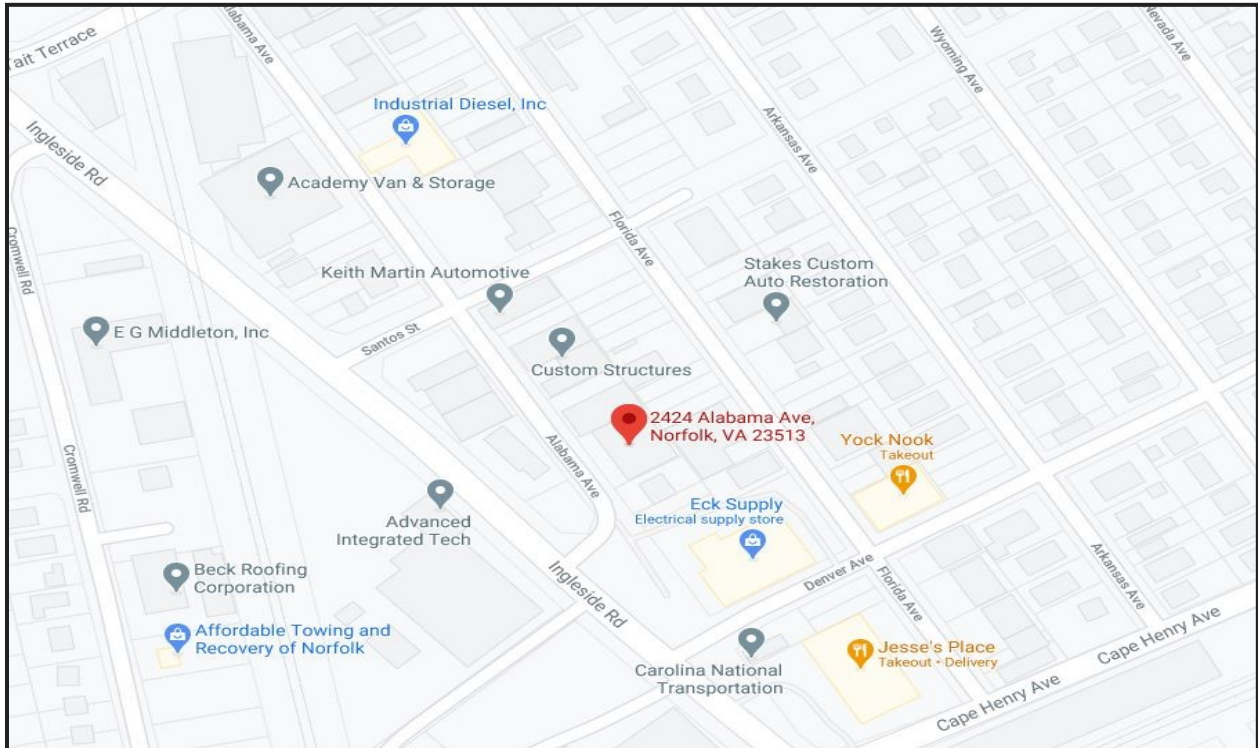 Tait Terrace
Alabama Ave
Nevada Ave
Wyoming Ave
Industrial Diesel, Inc
Arkansas Ave
Ingleside Rd
Academy Van & Storage
Florida Ave
Cromwell Rd
Keith Martin Automotive
Stakes Custom
Auto Restoration
E G Middleton, Inc
Santos St
Custom Structures
2424 Alabama Ave,
Norfolk, VA 23513
Yock Nook
Takeout
Cromwell Rd
Alabama Ave
Eck Supply
Electrical supply store
Advanced
Integrated Tech
Denver Ave
Florida Ave
Arkansas Ave
Ingleside Rd
Beck Roofing
Corporation
Affordable Towing and
Recovery of Norfolk
Carolina National
Transportation
Jesse's Place
Takeout • Delivery
Cape Henry Ave
Cape Henry Ave